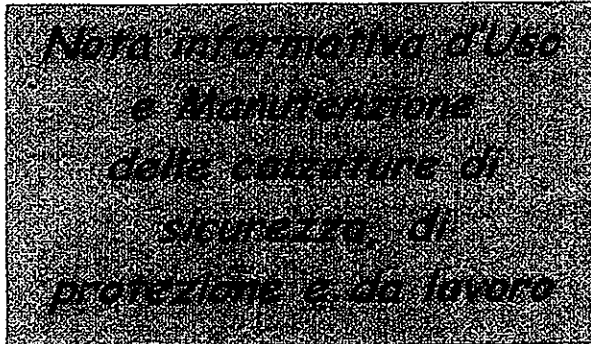 Nota informativa d'Uso
e Manutenzione
delle calzature di
sicurezza, di
protezione e da lavoro